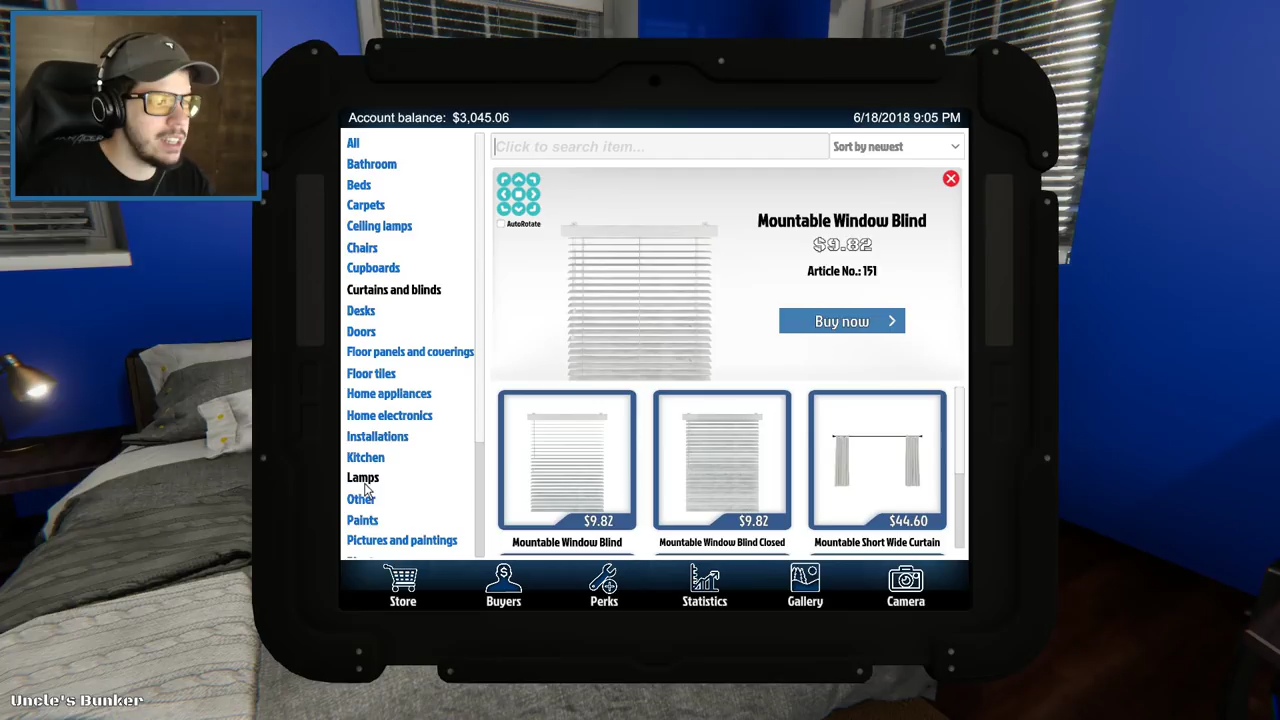 Account balance: $3,045.06
6/18/2018 9:05 PM
All
Bathroom
Beds
Carpets
Ceiling lamps
Chairs
Cupboards
Curtains and blinds
Desks
Doors
Floor panels and coverings
Floor tiles
Home appliances
Home electronics
Installations
Kitchen
Lamps
Other
Paints
Pictures and paintings
Click to search item...
Sort by newest
AutoRotate
Mountable Window Blind
$9.82
Article No.: 151
Buy now
$9.82
$9.82
$44.60
Mountable Window Blind
Mountable Window Blind Closed
Mountable Short Wide Curtain
Store
Buyers
Perks
Statistics
Gallery
Camera
Uncle's Bunker